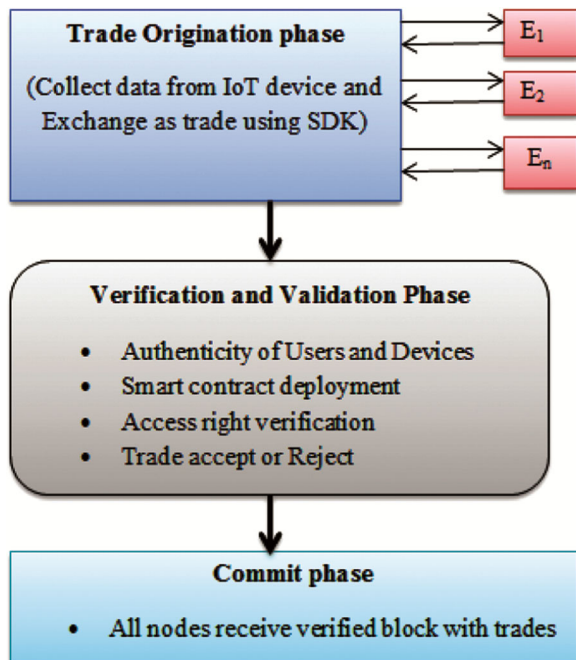 Trade Origination phase
(Collect data from IoT device and
Exchange as trade using SDK)
E₁
E₂
Eₙ
Verification and Validation Phase
• Authenticity of Users and Devices
• Smart contract deployment
• Access right verification
• Trade accept or Reject
Commit phase
• All nodes receive verified block with trades